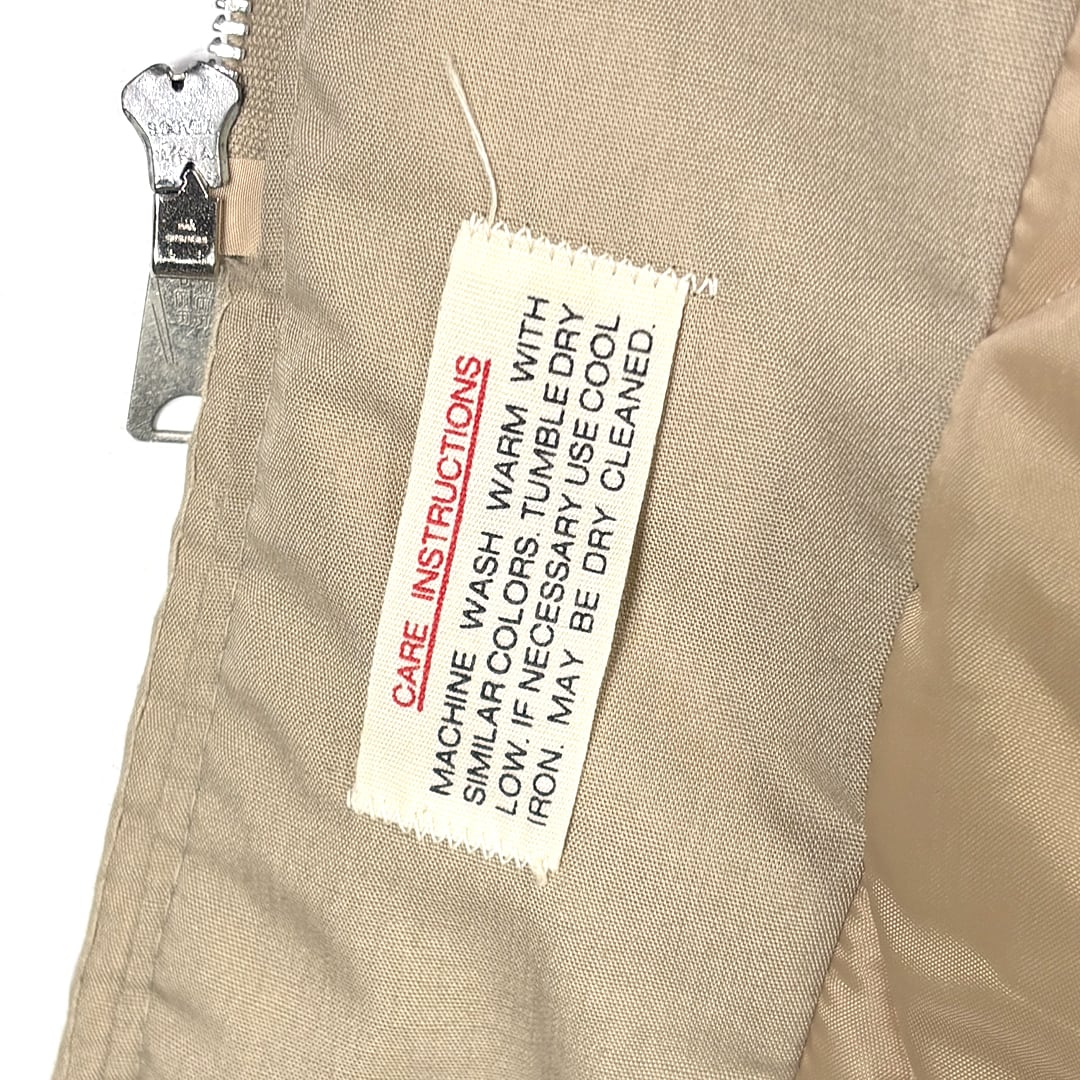 CARE INSTRUCTIONS
MACHINE WASH WARM WITH
SIMILAR COLORS. TUMBLE DRY
LOW. IF NECESSARY USE COOL
IRON. MAY BE DRY CLEANED.